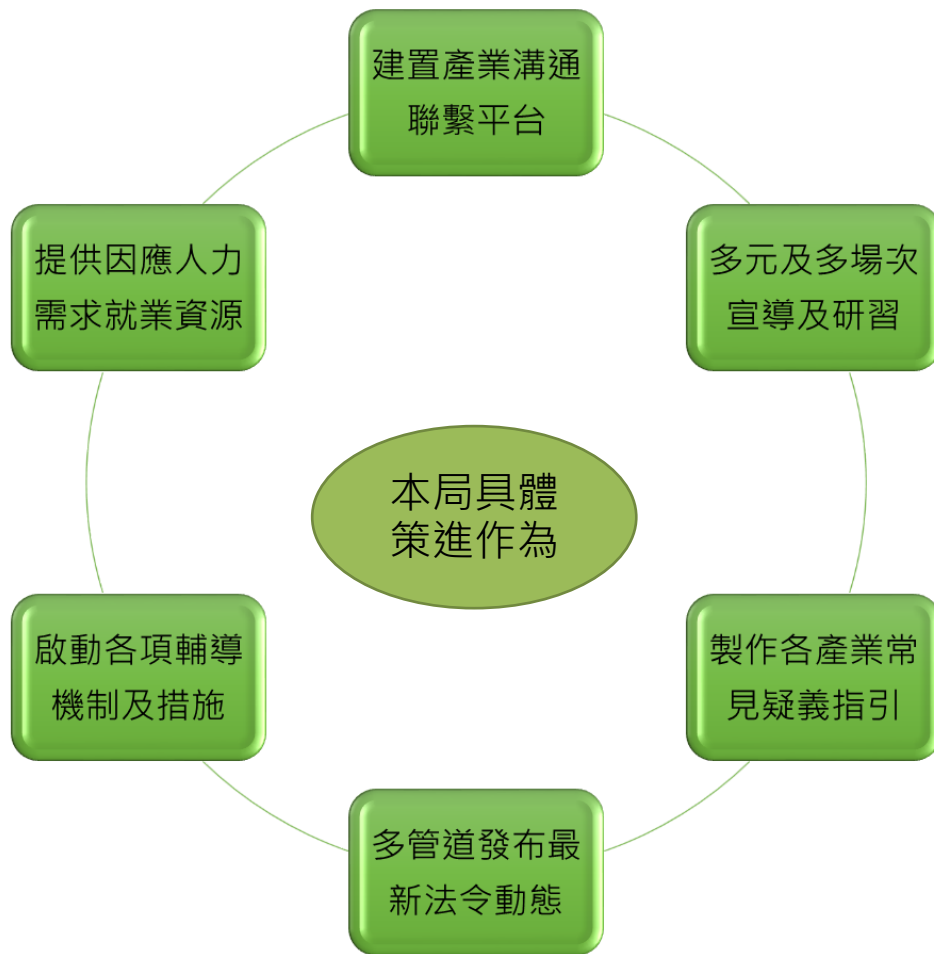 建置產業溝通
聯繫平台
多元及多場次
宣導及研習
製作各產業常
見疑義指引
多管道發布最
新法令動態
啟動各項輔導
機制及措施
提供因應人力
需求就業資源
本局具體
策進作為